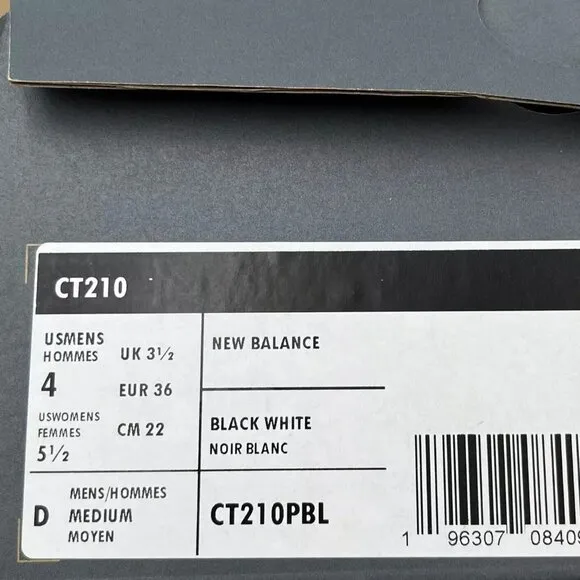 CT210
USMENS
HOMMES
4
UK 3½
EUR 36
CM 22
USWOMENS
FEMMES
5½
NEW BALANCE
BLACK WHITE
NOIR BLANC
D
MENS/HOMMES
MEDIUM
MOYEN
CT210PBL
1 96307 08409